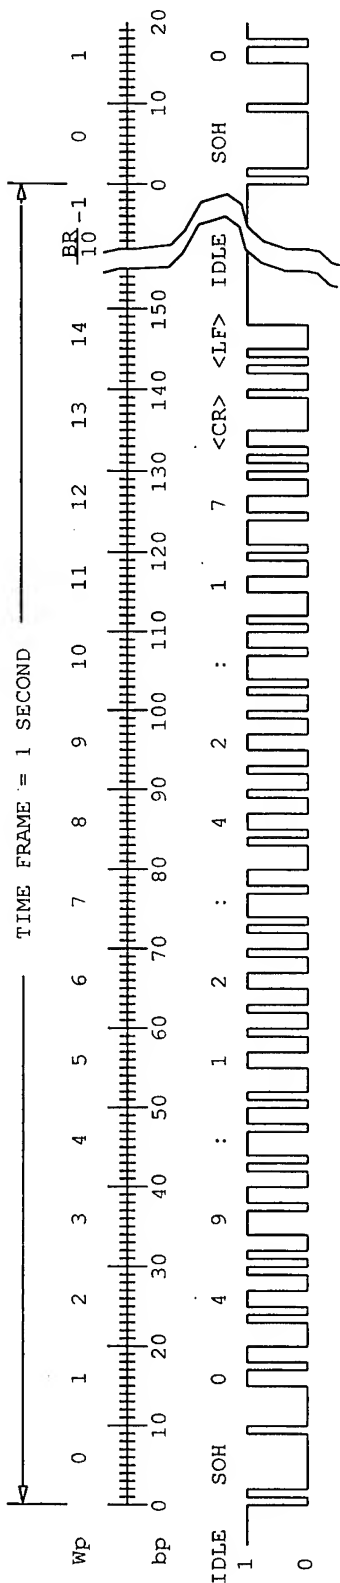 TIME FRAME = 1 SECOND
Wp 0 1 2 3 4 5 6 7 8 9 10 11 12 13 14 BR/10 -1 0 1
bp 0 10 20 30 40 50 60 70 80 90 100 110 120 130 140 150 0 10 20
IDLE SOH 0 4 9 : 1 2 : 4 2 : 1 7 <CR> <LF> IDLE SOH 0
1
0